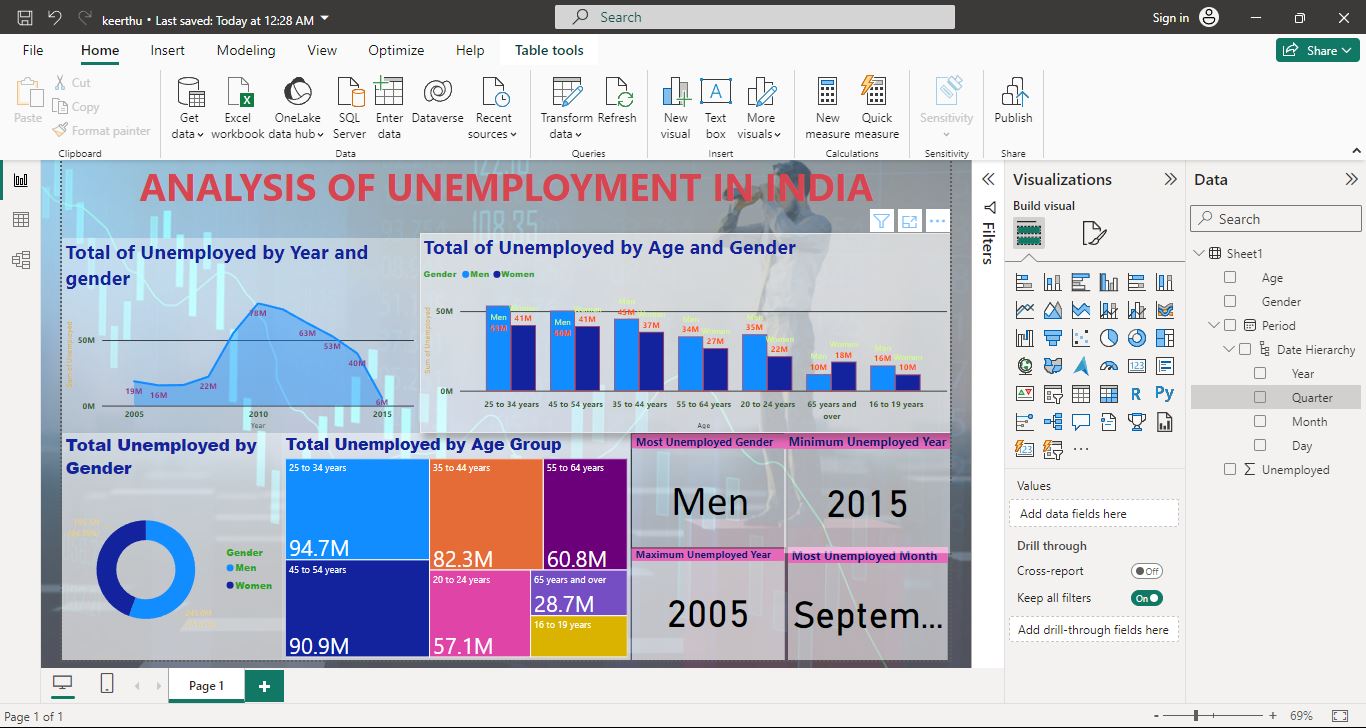 keerthu • Last saved: Today at 12:28 AM
Search
Sign in
File Home Insert Modeling View Optimize Help Table tools
Share
Paste
Cut
Copy
Format painter
Clipboard
Get data
Excel workbook
OneLake data hub
SQL Server
Enter data
Dataverse
Recent sources
Data
Transform data
Refresh
Queries
New visual
Text box
More visuals
Insert
New measure
Quick measure
Calculations
Sensitivity
Sensitivity
Publish
Share
ANALYSIS OF UNEMPLOYMENT IN INDIA
Total of Unemployed by Year and
gender
Sum of Unemployed
50M
0M
19M
16M
22M
78M
63M
53M
40M
6M
2005
2010
2015
Year
Total of Unemployed by Age and Gender
Gender Men Women
Sum of Unemployed
50M
0M
Men
41M
Men
41M
Men
45M
37M
34M
Women
27M
Men
35M
Women
22M
Men
10M
Women
18M
Men
16M
Women
10M
25 to 34 years
45 to 54 years
35 to 44 years
55 to 64 years
20 to 24 years
65 years and
over
16 to 19 years
Age
Total Unemployed by
Gender
Gender
Men
Women
Total Unemployed by Age Group
25 to 34 years
94.7M
45 to 54 years
90.9M
35 to 44 years
82.3M
55 to 64 years
60.8M
20 to 24 years
57.1M
65 years and over
28.7M
16 to 19 years
Most Unemployed Gender
Men
Minimum Unemployed Year
2015
Maximum Unemployed Year
2005
Most Unemployed Month
Septem...
Filters
Visualizations
Build visual
R
Py
123
Values
Add data fields here
Drill through
Cross-report
Off
Keep all filters
On
Add drill-through fields here
Data
Search
Sheet1
Age
Gender
Period
Date Hierarchy
Year
Quarter
Month
Day
Σ Unemployed
Page 1
+
Page 1 of 1
- + 69%